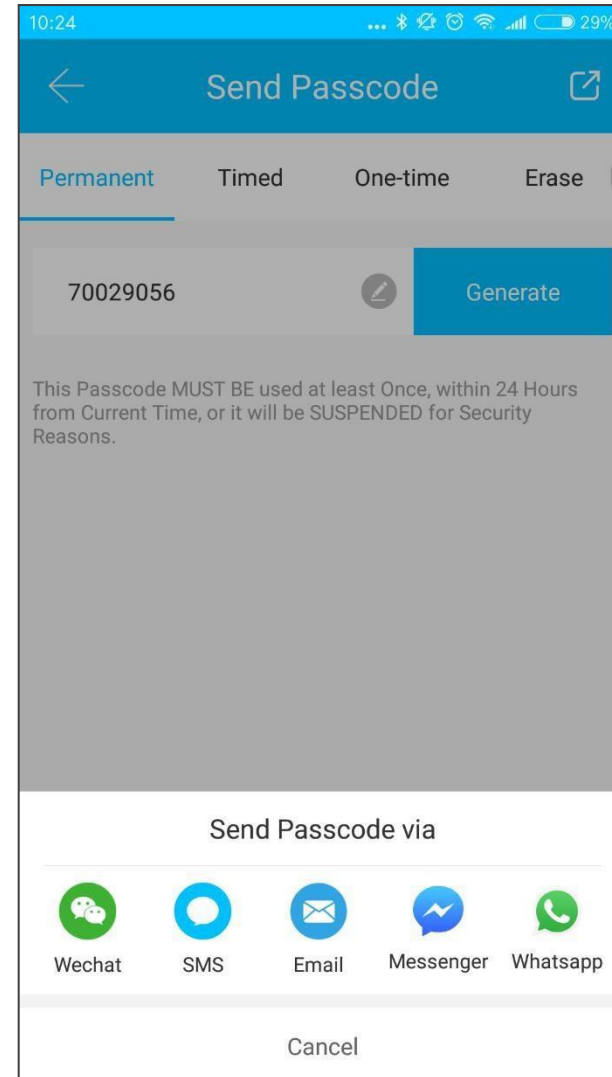 10:24 ... 29%
Send Passcode
Permanent Timed One-time Erase
70029056 Generate
This Passcode MUST BE used at least Once, within 24 Hours
from Current Time, or it will be SUSPENDED for Security
Reasons.
Send Passcode via
Wechat SMS Email Messenger Whatsapp
Cancel